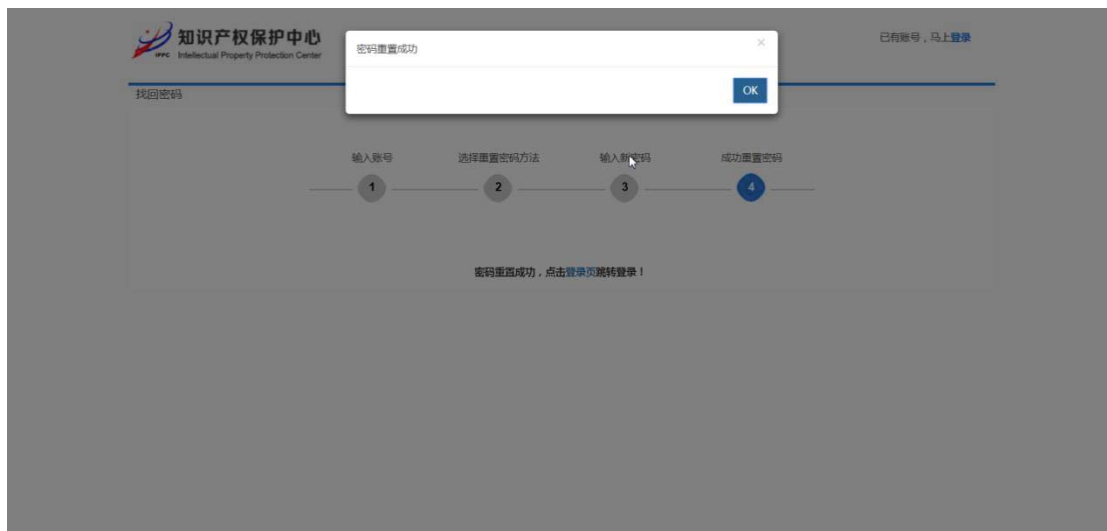 知识产权保护中心
IPPC Intellectual Property Protection Center
密码重置成功
×
已有账号，马上登录
OK
找回密码
输入账号 选择重置密码方法 输入新密码 成功重置密码
1 2 3 4
密码重置成功，点击登录页跳转登录！